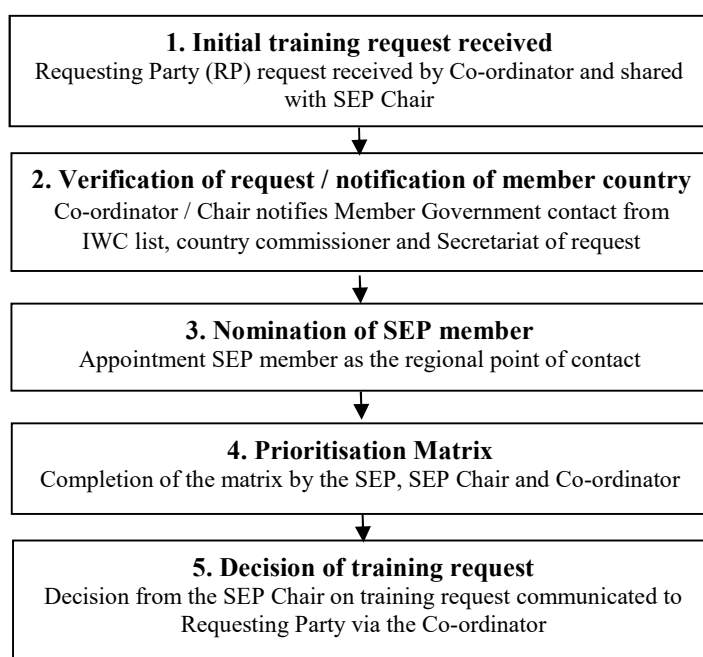 1. Initial training request received
Requesting Party (RP) request received by Co-ordinator and shared
with SEP Chair
2. Verification of request / notification of member country
Co-ordinator / Chair notifies Member Government contact from
IWC list, country commissioner and Secretariat of request
3. Nomination of SEP member
Appointment SEP member as the regional point of contact
4. Prioritisation Matrix
Completion of the matrix by the SEP, SEP Chair and Co-ordinator
5. Decision of training request
Decision from the SEP Chair on training request communicated to
Requesting Party via the Co-ordinator